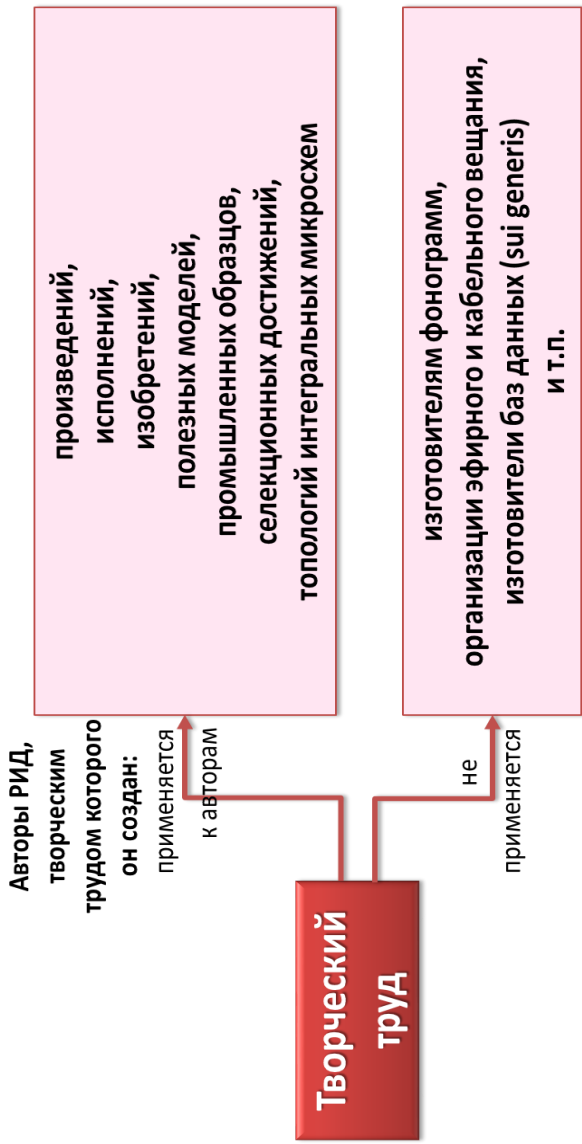 Авторы РИД,
творческим
трудом которого
он создан:
применяется
к авторам
произведений,
исполнений,
изобретений,
полезных моделей,
промышленных образцов,
селекционных достижений,
топологий интегральных микросхем
Творческий
труд
не
применяется
изготовителям фонограмм,
организации эфирного и кабельного вещания,
изготовители баз данных (sui generis)
и т.п.